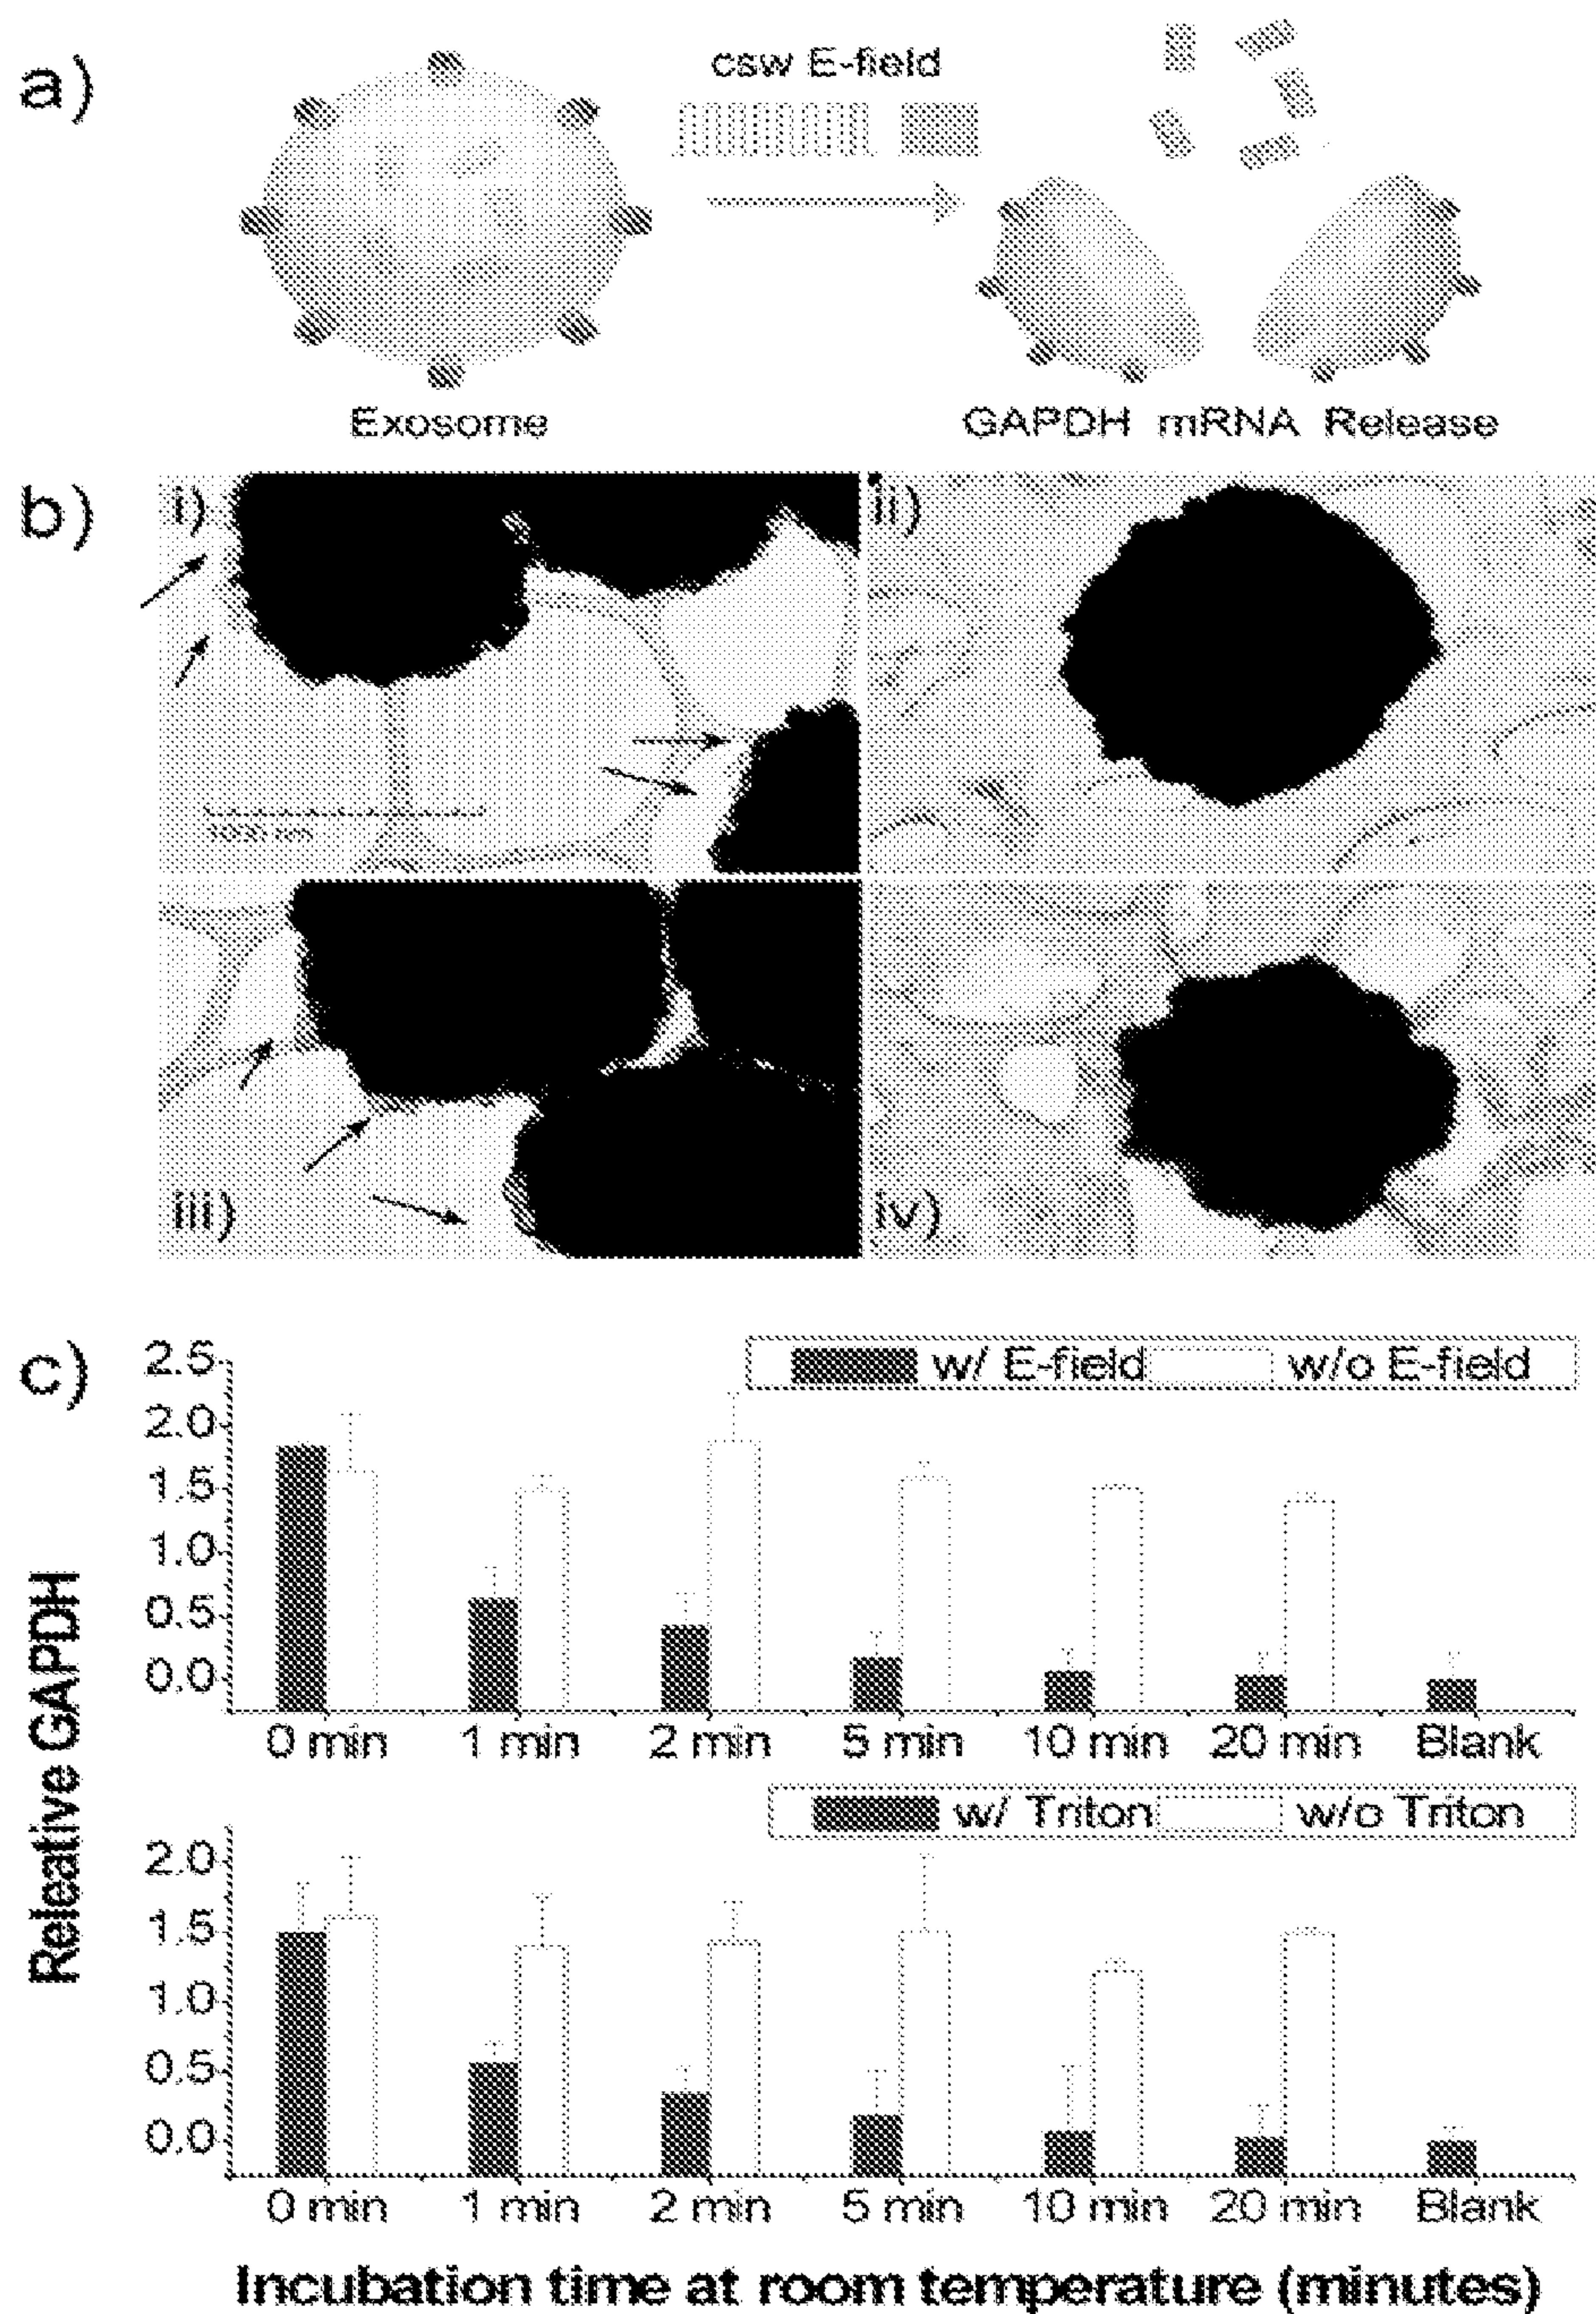 a)
csw E-field
Exosome
GAPDH mRNA Release
b)
i)
ii)
iii)
iv)
c)
w/ E-field w/o E-field
2.5
2.0
1.5
1.0
0.5
0.0
0 min 1 min 2 min 5 min 10 min 20 min Blank
Releative GAPDH
w/ Triton w/o Triton
2.0
1.5
1.0
0.5
0.0
0 min 1 min 2 min 5 min 10 min 20 min Blank
Incubation time at room temperature (minutes)